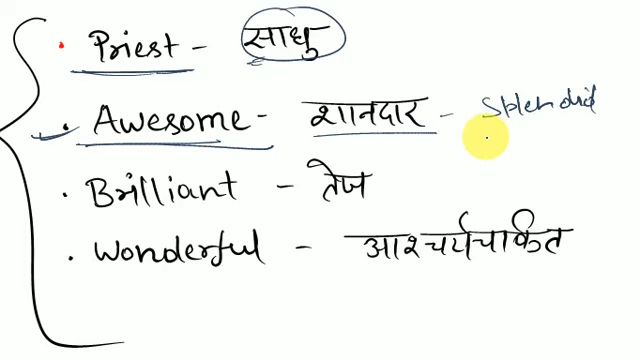 • Priest - साधु
• Awesome - शानदार - Splendid
• Brilliant - तेज
• Wonderful - आश्चर्यचकित